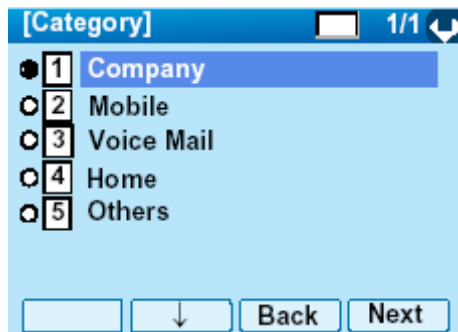 [Category] 1/1
1 Company
2 Mobile
3 Voice Mail
4 Home
5 Others
↓ Back Next